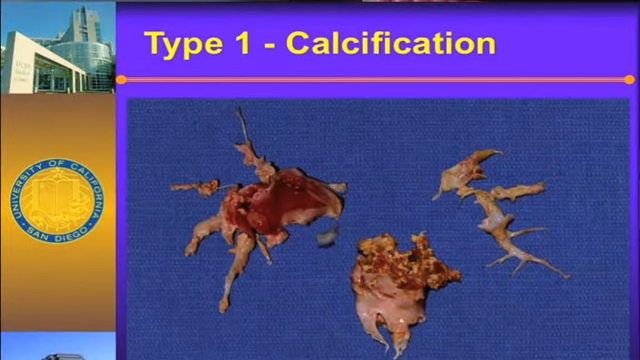 Type 1 - Calcification
UNIVERSITY OF CALIFORNIA
SAN DIEGO